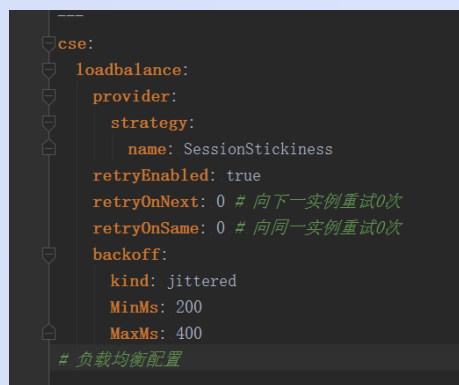 ---
cse:
  loadbalance:
    provider:
      strategy:
        name: SessionStickiness
    retryEnabled: true
    retryOnNext: 0 # 向下一实例重试0次
    retryOnSame: 0 # 向同一实例重试0次
    backoff:
      kind: jittered
      MinMs: 200
      MaxMs: 400
# 负载均衡配置